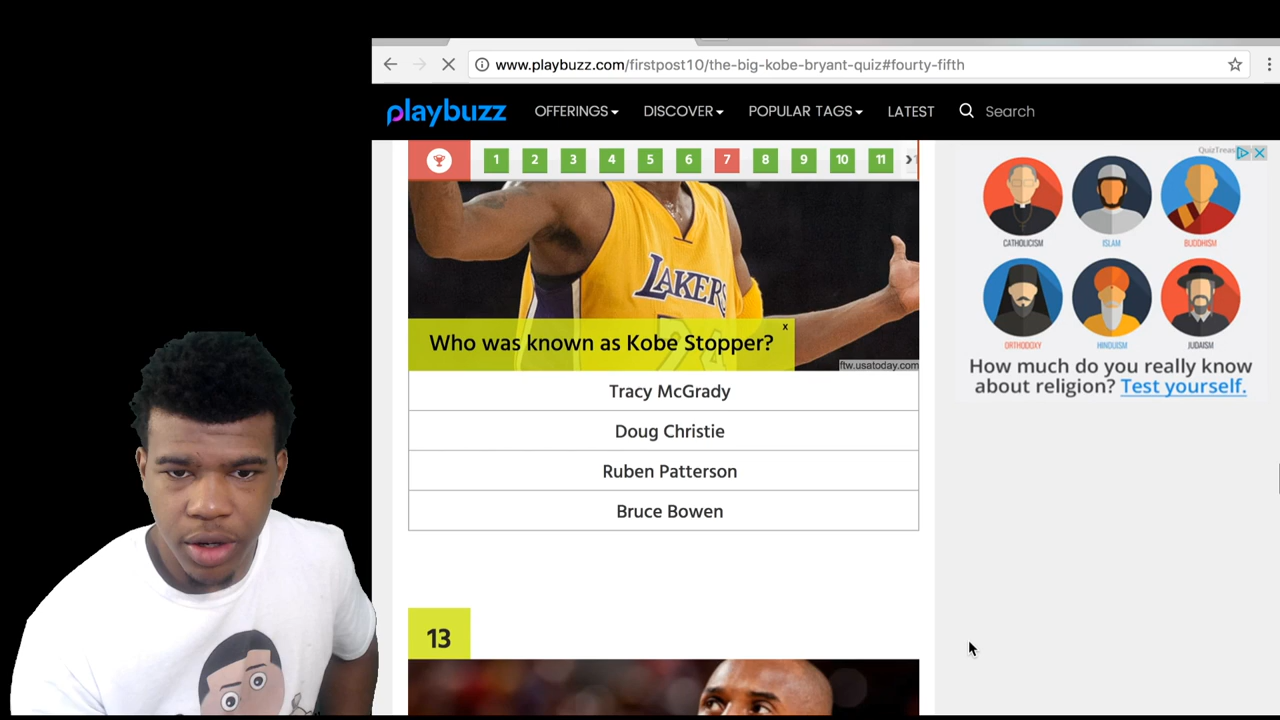 www.playbuzz.com/firstpost10/the-big-kobe-bryant-quiz#fourty-fifth
playbuzz OFFERINGS DISCOVER POPULAR TAGS LATEST Search
1 2 3 4 5 6 7 8 9 10 11
LAKERS
24
Who was known as Kobe Stopper? x
ftw.usatoday.com
Tracy McGrady
Doug Christie
Ruben Patterson
Bruce Bowen
13
QuizTreas
CATHOLICISM ISLAM BUDDHISM
ORTHODOXY HINDUISM JUDAISM
How much do you really know
about religion? Test yourself.